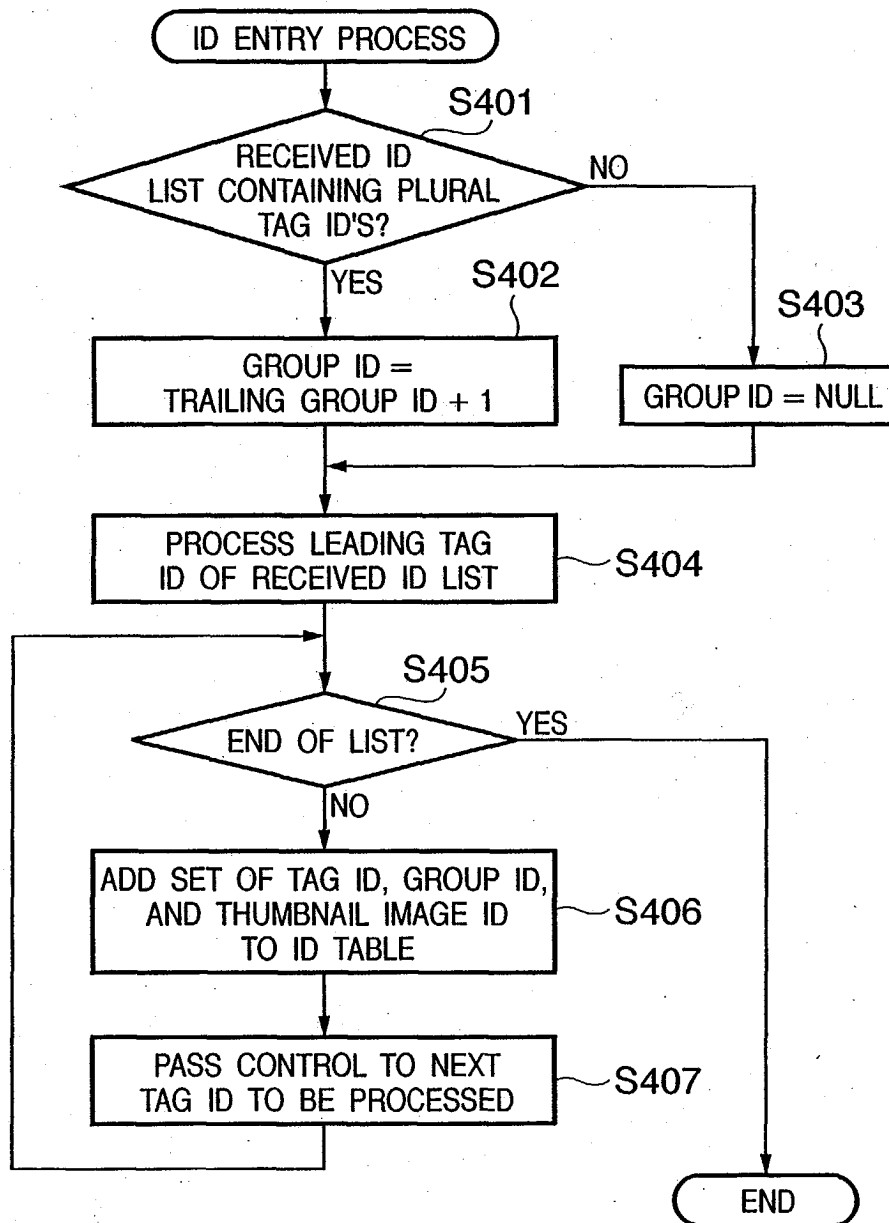 ID ENTRY PROCESS
S401
RECEIVED ID
LIST CONTAINING PLURAL
TAG ID'S?
NO
YES
S402
GROUP ID =
TRAILING GROUP ID + 1
S403
GROUP ID = NULL
PROCESS LEADING TAG
ID OF RECEIVED ID LIST
S404
S405
END OF LIST?
YES
NO
ADD SET OF TAG ID, GROUP ID,
AND THUMBNAIL IMAGE ID
TO ID TABLE
S406
PASS CONTROL TO NEXT
TAG ID TO BE PROCESSED
S407
END